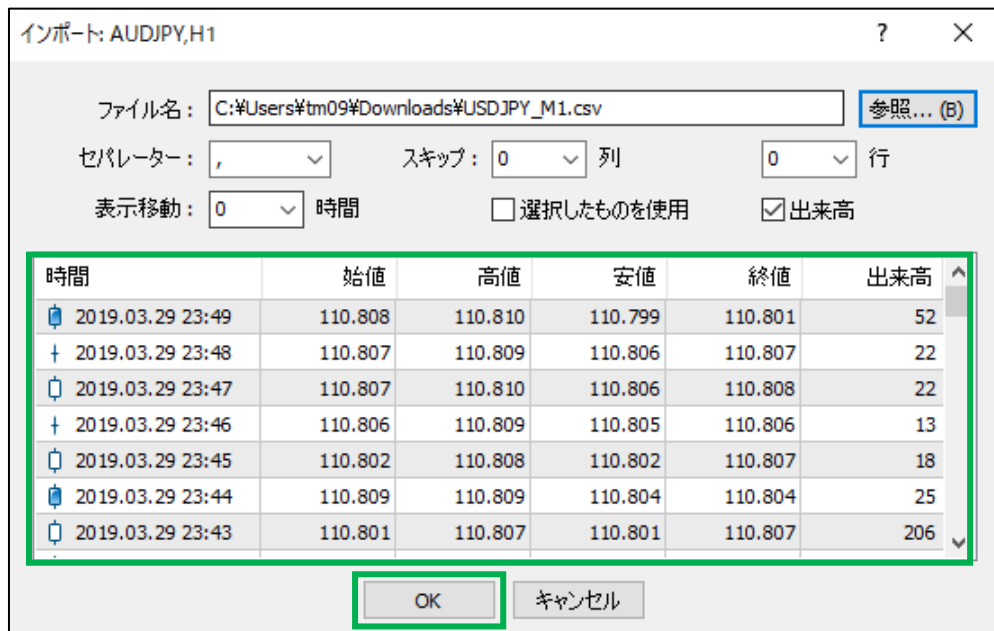 インポート: AUDJPY,H1 ?
ファイル名： C:¥Users¥tm09¥Downloads¥USDJPY_M1.csv 参照... (B)
セパレーター： , スキップ： 0 列 0 行
表示移動： 0 時間 選択したものを使用 出来高
時間 始値 高値 安値 終値 出来高
2019.03.29 23:49 110.808 110.810 110.799 110.801 52
2019.03.29 23:48 110.807 110.809 110.806 110.807 22
2019.03.29 23:47 110.807 110.810 110.806 110.808 22
2019.03.29 23:46 110.806 110.809 110.805 110.806 13
2019.03.29 23:45 110.802 110.808 110.802 110.807 18
2019.03.29 23:44 110.809 110.809 110.804 110.804 25
2019.03.29 23:43 110.801 110.807 110.801 110.807 206
OK キャンセル